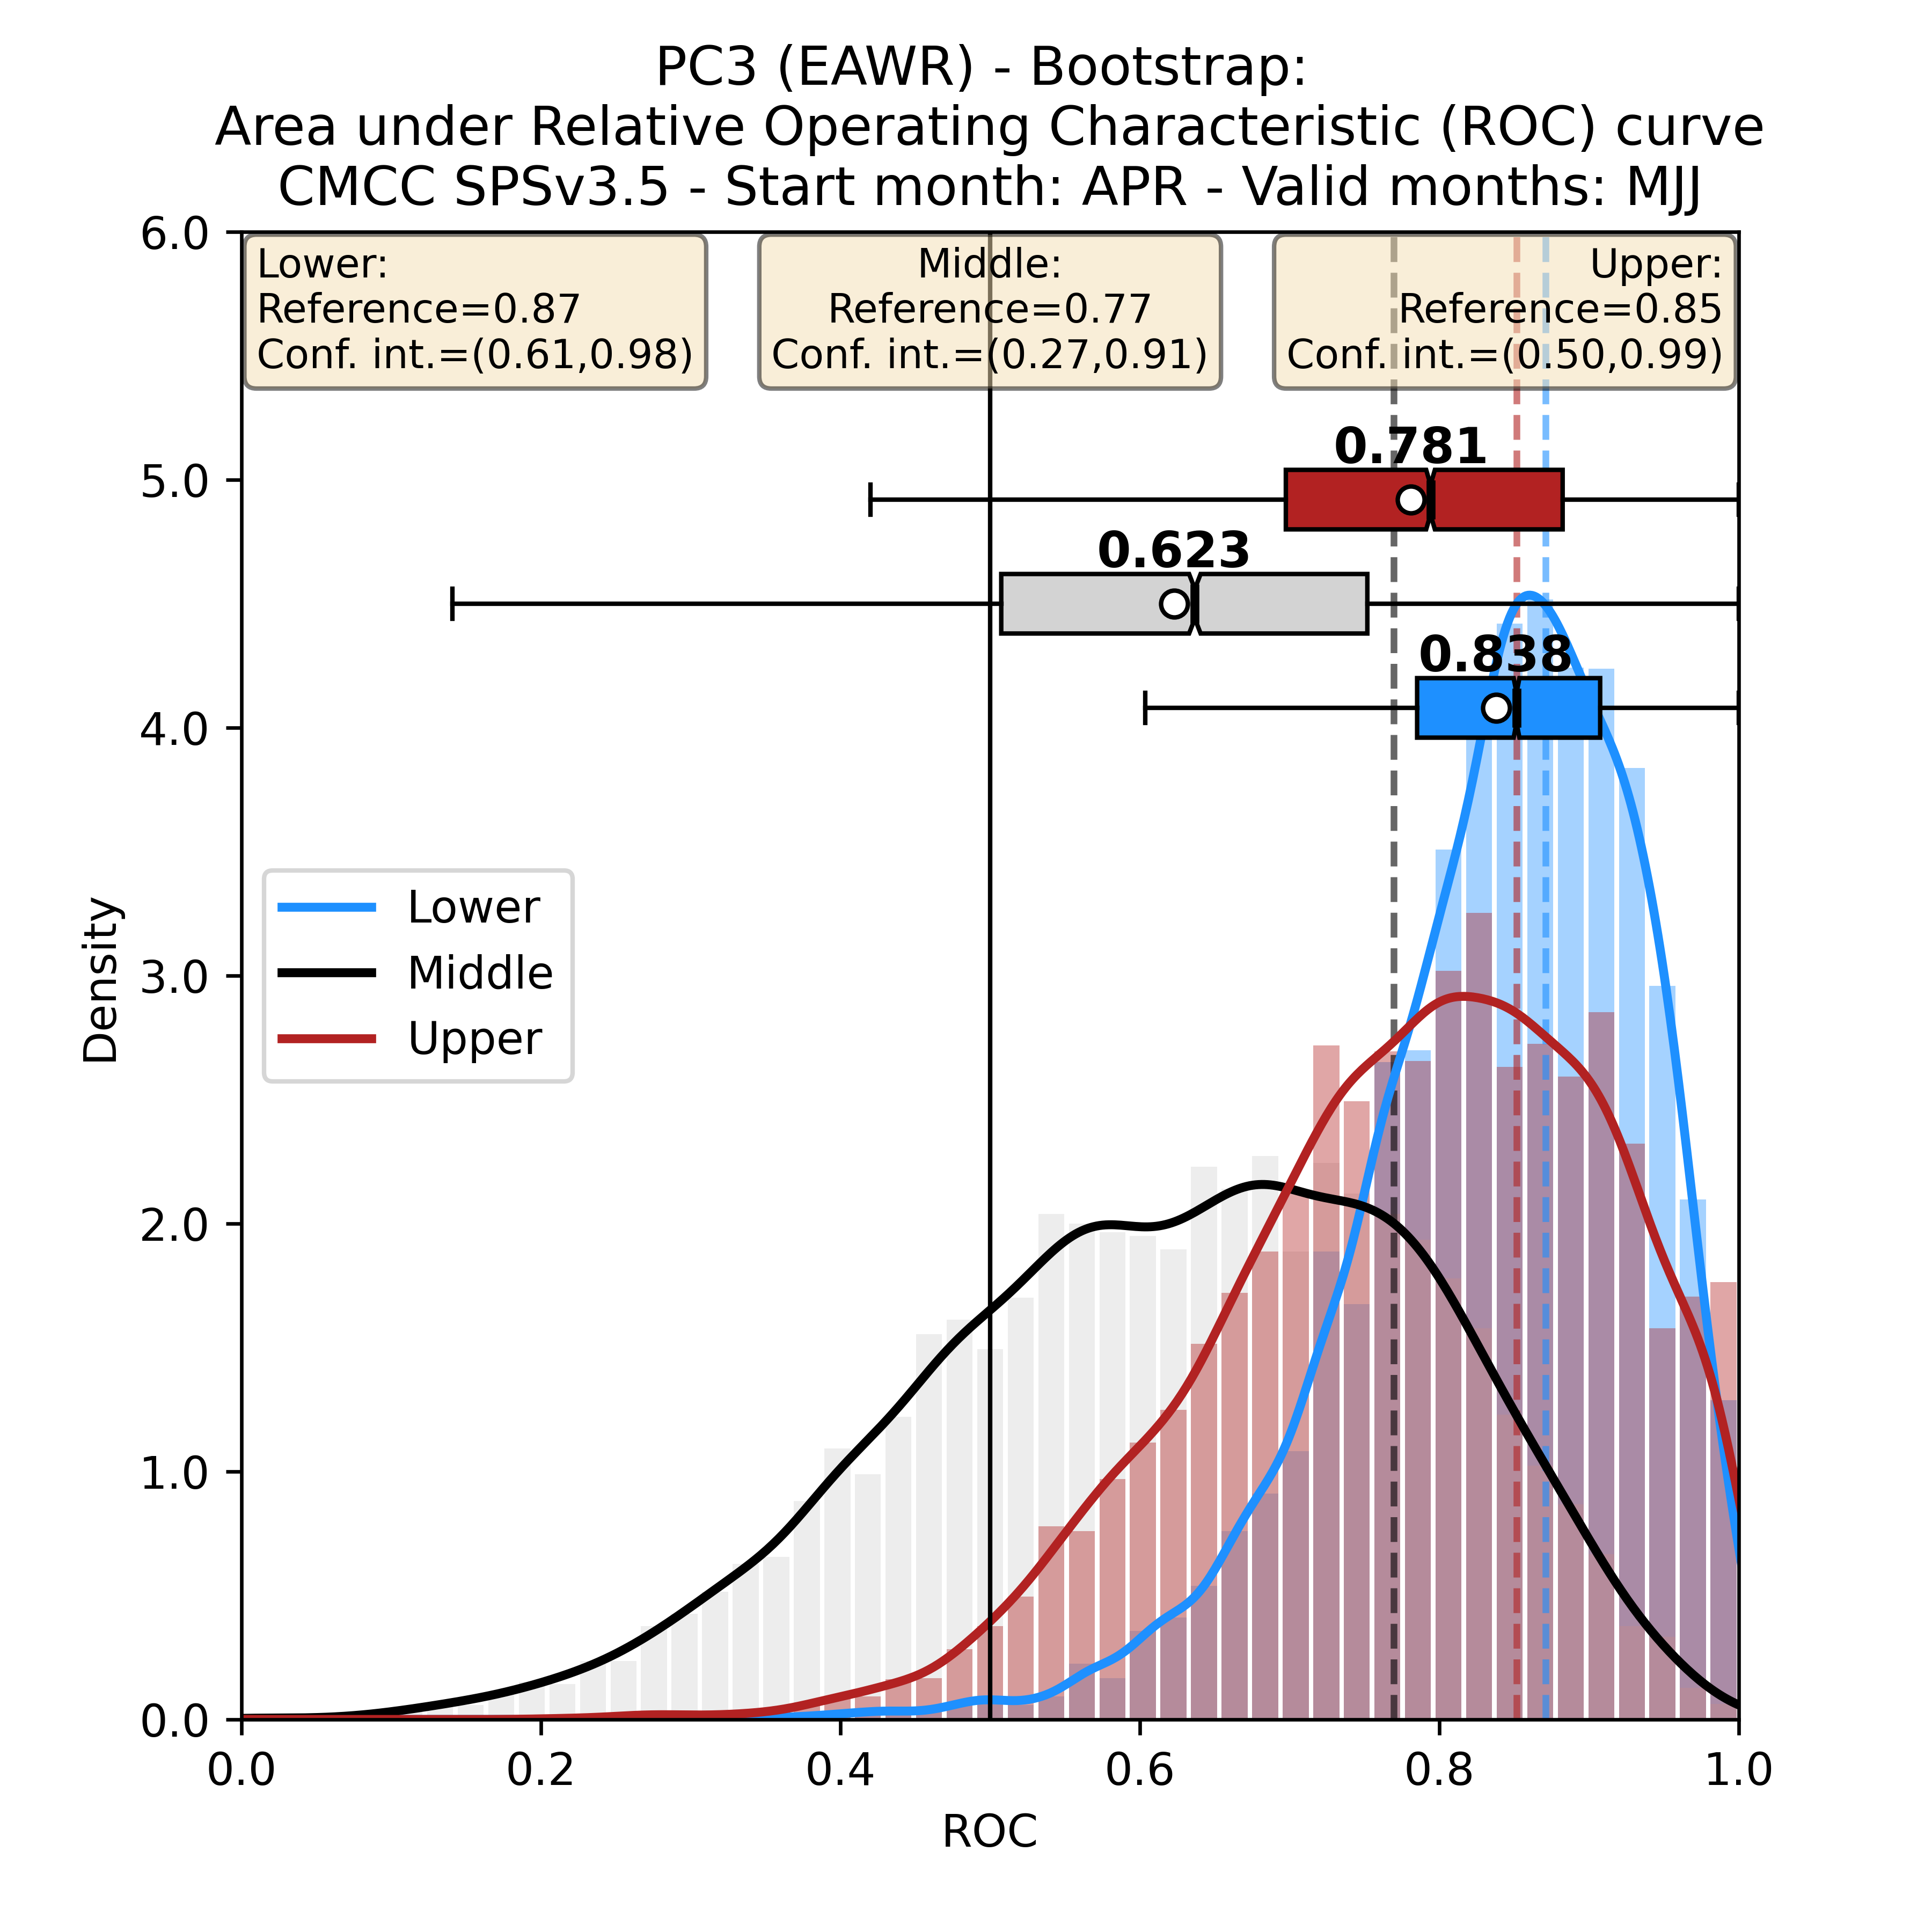 PC3 (EAWR) - Bootstrap:
Area under Relative Operating Characteristic (ROC) curve
CMCC SPSv3.5 - Start month: APR - Valid months: MJJ
Lower:
Reference=0.87
Conf. int.=(0.61,0.98)
Middle:
Reference=0.77
Conf. int.=(0.27,0.91)
Upper:
Reference=0.85
Conf. int.=(0.50,0.99)
0.781
0.623
0.838
Lower
Middle
Upper
Density
6.0
5.0
4.0
3.0
2.0
1.0
0.0
0.0
0.2
0.4
0.6
0.8
1.0
ROC